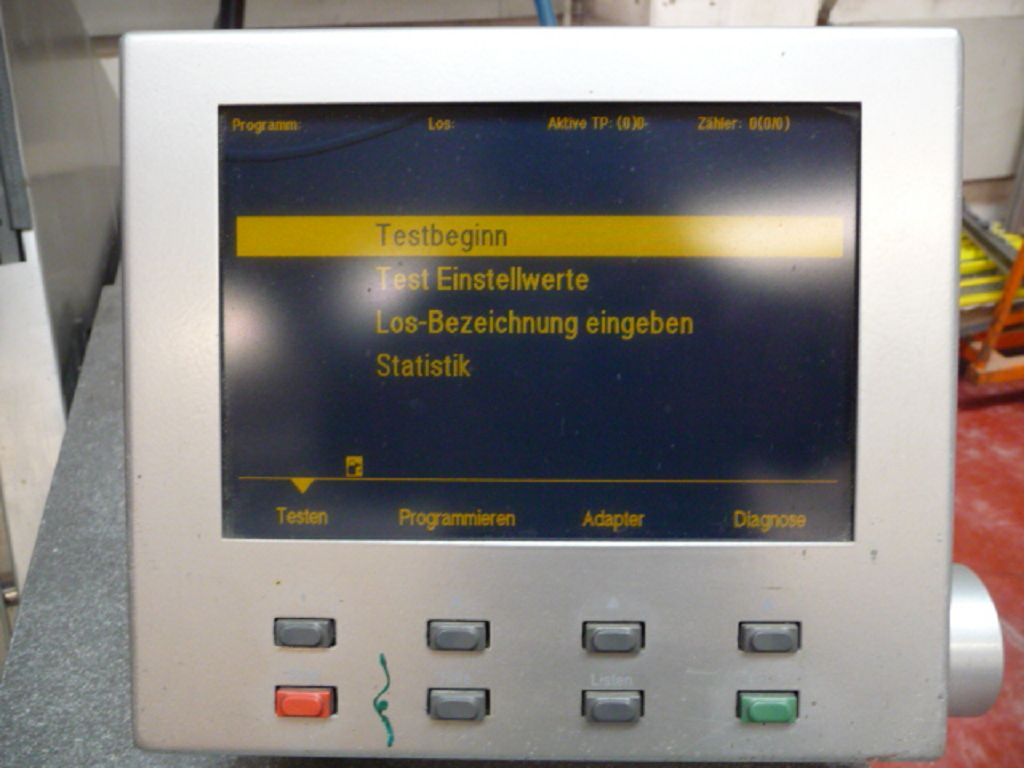 Programm: Los: Aktive TP: (0)0- Zähler: 0(0/0)
Testbeginn
Test Einstellwerte
Los-Bezeichnung eingeben
Statistik
Testen Programmieren Adapter Diagnose
Listen